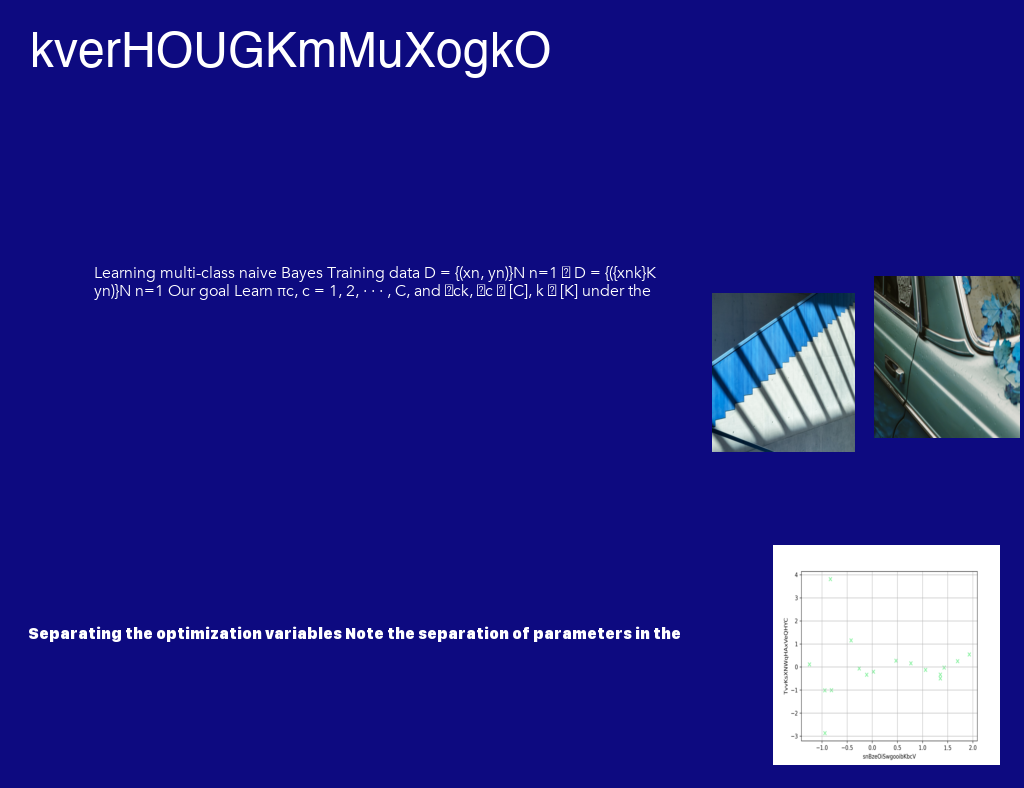 kverHOUGKmMuXogkO
Learning multi-class naive Bayes Training data D = {(xn, yn)}N n=1 ⍰ D = {({xnk}K
yn)}N n=1 Our goal Learn πc, c = 1, 2, · · · , C, and ⍰ck, ⍰c ⍰ [C], k ⍰ [K] under the
Separating the optimization variables Note the separation of parameters in the
4
3
2
1
0
−1
−2
−3
−1.0 −0.5 0.0 0.5 1.0 1.5 2.0